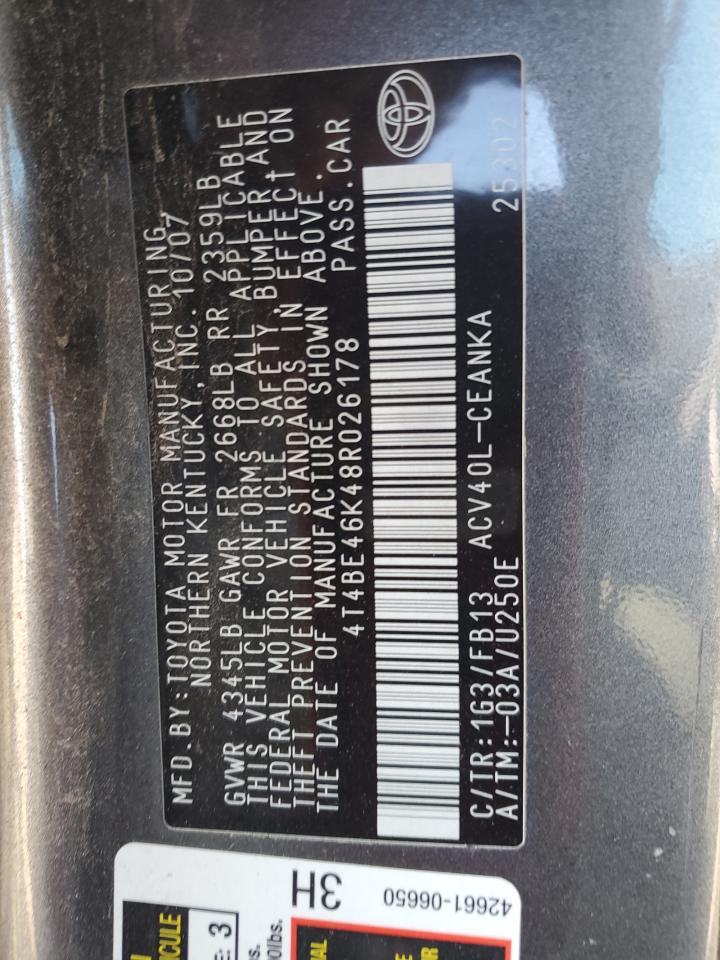 MFD.BY:TOYOTA MOTOR MANUFACTURING,
NORTHERN KENTUCKY,INC. 10/07
GVWR 4345LB GAWR FR 2668LB RR 2359LB
THIS VEHICLE CONFORMS TO ALL APPLICABLE
FEDERAL MOTOR VEHICLE SAFETY,BUMPER AND
THEFT PREVENTION STANDARDS IN EFFECT ON
THE DATE OF MANUFACTURE SHOWN ABOVE.
4T4BE46K48R026178 PASS.CAR
C/TR:1G3/FB13 ACV40L-CEANKA
A/TM:-03A/U250E 25302
3H
42661-06650